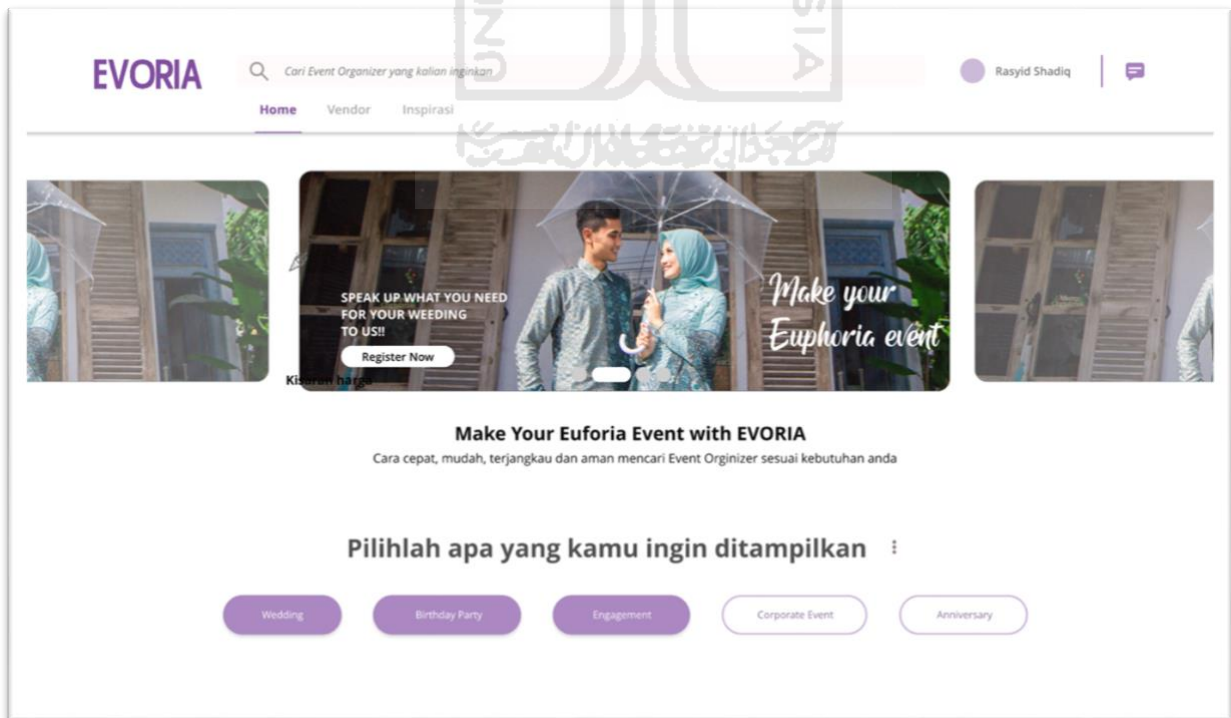 EVORIA
Cari Event Organizer yang kalian inginkan
Rasyid Shadiq
Home
Vendor
Inspirasi
SPEAK UP WHAT YOU NEED
FOR YOUR WEEDING
TO US!!
Register Now
Make your
Euphoria event
Kisaran harga
Make Your Euforia Event with EVORIA
Cara cepat, mudah, terjangkau dan aman mencari Event Orginizer sesuai kebutuhan anda
Pilihlah apa yang kamu ingin ditampilkan
Wedding
Birthday Party
Engagement
Corporate Event
Anniversary